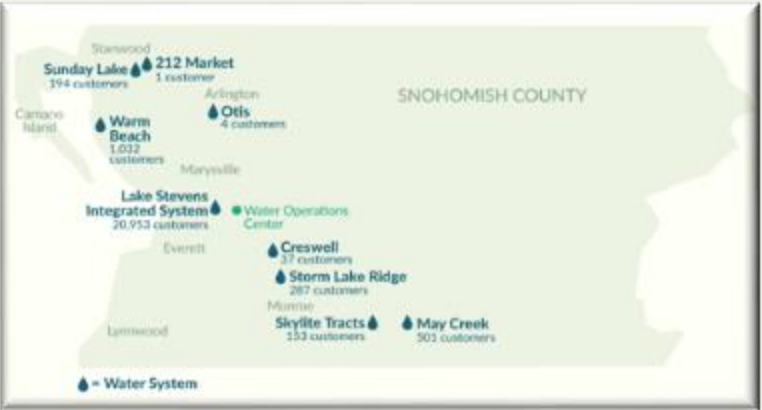 Stanwood
212 Market
1 customer
Sunday Lake
194 customers
Arlington
SNOHOMISH COUNTY
Otis
4 customers
Camano
Island
Warm
Beach
1,032
customers
Marysville
Lake Stevens
Integrated System
20,953 customers
Water Operations
Center
Everett
Creswell
37 customers
Storm Lake Ridge
287 customers
Monroe
Skylite Tracts
153 customers
May Creek
501 customers
Lynnwood
= Water System